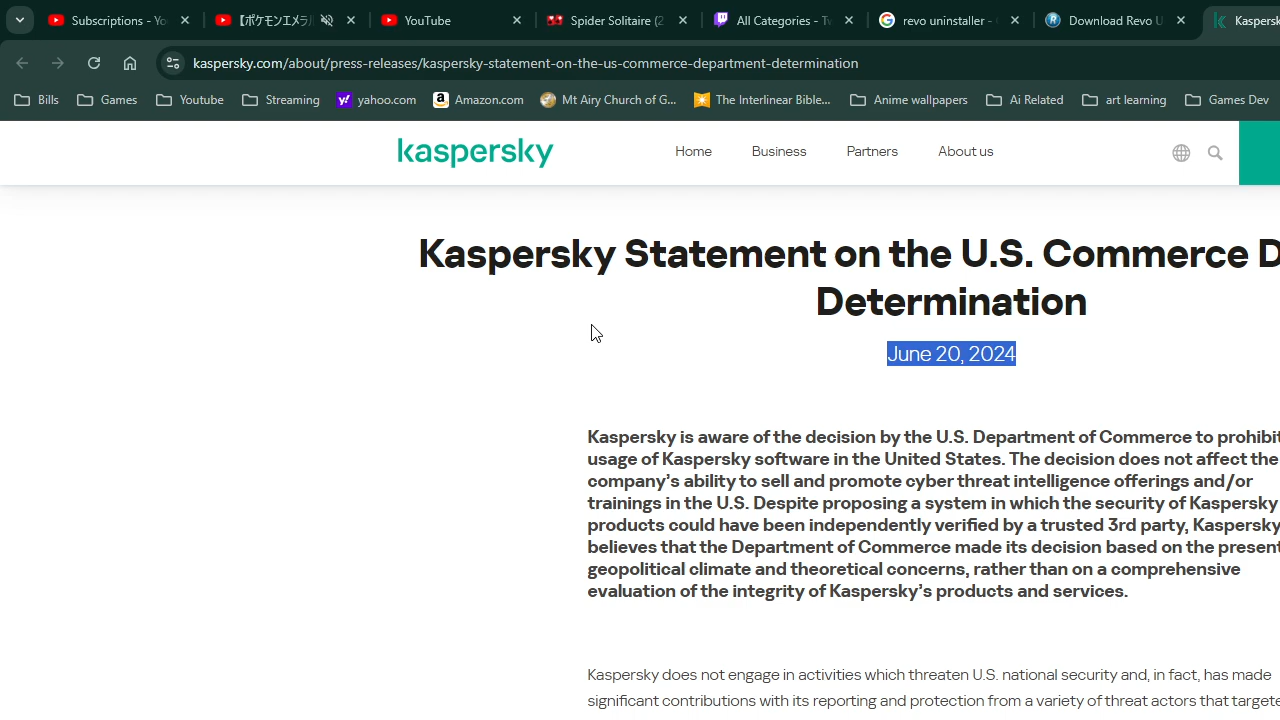 Subscriptions - Yo
【ポケモンエメラル
YouTube
Spider Solitaire (2
All Categories - Tw
revo uninstaller -
Download Revo U
Kaspersk
kaspersky.com/about/press-releases/kaspersky-statement-on-the-us-commerce-department-determination
Bills
Games
Youtube
Streaming
yahoo.com
Amazon.com
Mt Airy Church of G...
The Interlinear Bible...
Anime wallpapers
Ai Related
art learning
Games Dev
kaspersky
Home
Business
Partners
About us
Kaspersky Statement on the U.S. Commerce D
Determination
June 20, 2024
Kaspersky is aware of the decision by the U.S. Department of Commerce to prohibit
usage of Kaspersky software in the United States. The decision does not affect the
company's ability to sell and promote cyber threat intelligence offerings and/or
trainings in the U.S. Despite proposing a system in which the security of Kaspersky
products could have been independently verified by a trusted 3rd party, Kaspersky
believes that the Department of Commerce made its decision based on the present
geopolitical climate and theoretical concerns, rather than on a comprehensive
evaluation of the integrity of Kaspersky's products and services.
Kaspersky does not engage in activities which threaten U.S. national security and, in fact, has made
significant contributions with its reporting and protection from a variety of threat actors that targete